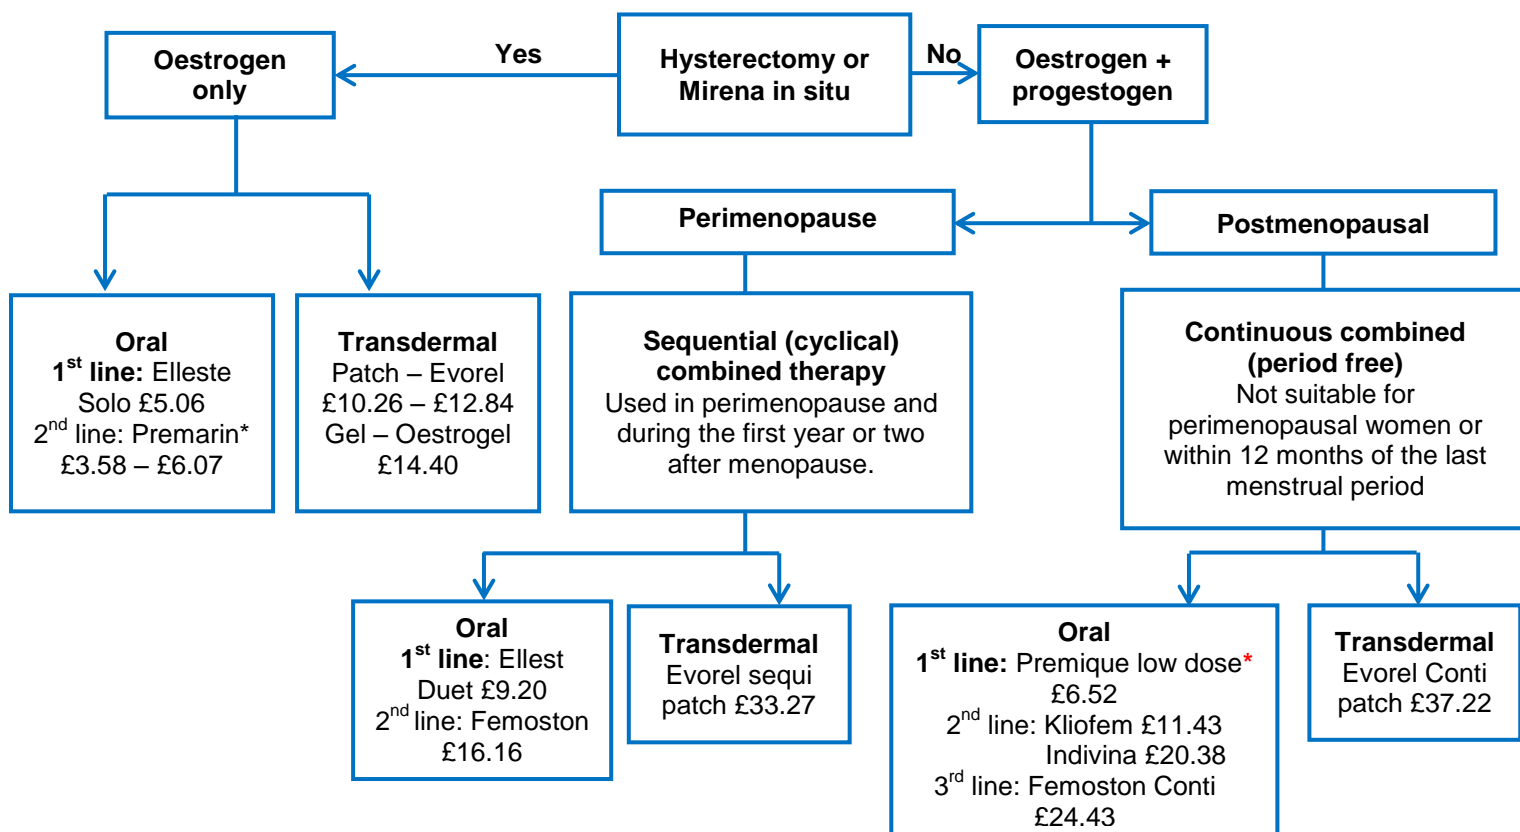 Oestrogen
only
Yes
Hysterectomy or
Mirena in situ
No
Oestrogen +
progestogen
Perimenopause
Postmenopausal
Oral
1st line: Elleste
Solo £5.06
2nd line: Premarin*
£3.58 – £6.07
Transdermal
Patch – Evorel
£10.26 – £12.84
Gel – Oestrogel
£14.40
Sequential (cyclical)
combined therapy
Used in perimenopause and
during the first year or two
after menopause.
Continuous combined
(period free)
Not suitable for
perimenopausal women or
within 12 months of the last
menstrual period
Oral
1st line: Ellest
Duet £9.20
2nd line: Femoston
£16.16
Transdermal
Evorel sequi
patch £33.27
Oral
1st line: Premique low dose*
£6.52
2nd line: Kliofem £11.43
Indivina £20.38
3rd line: Femoston Conti
£24.43
Transdermal
Evorel Conti
patch £37.22